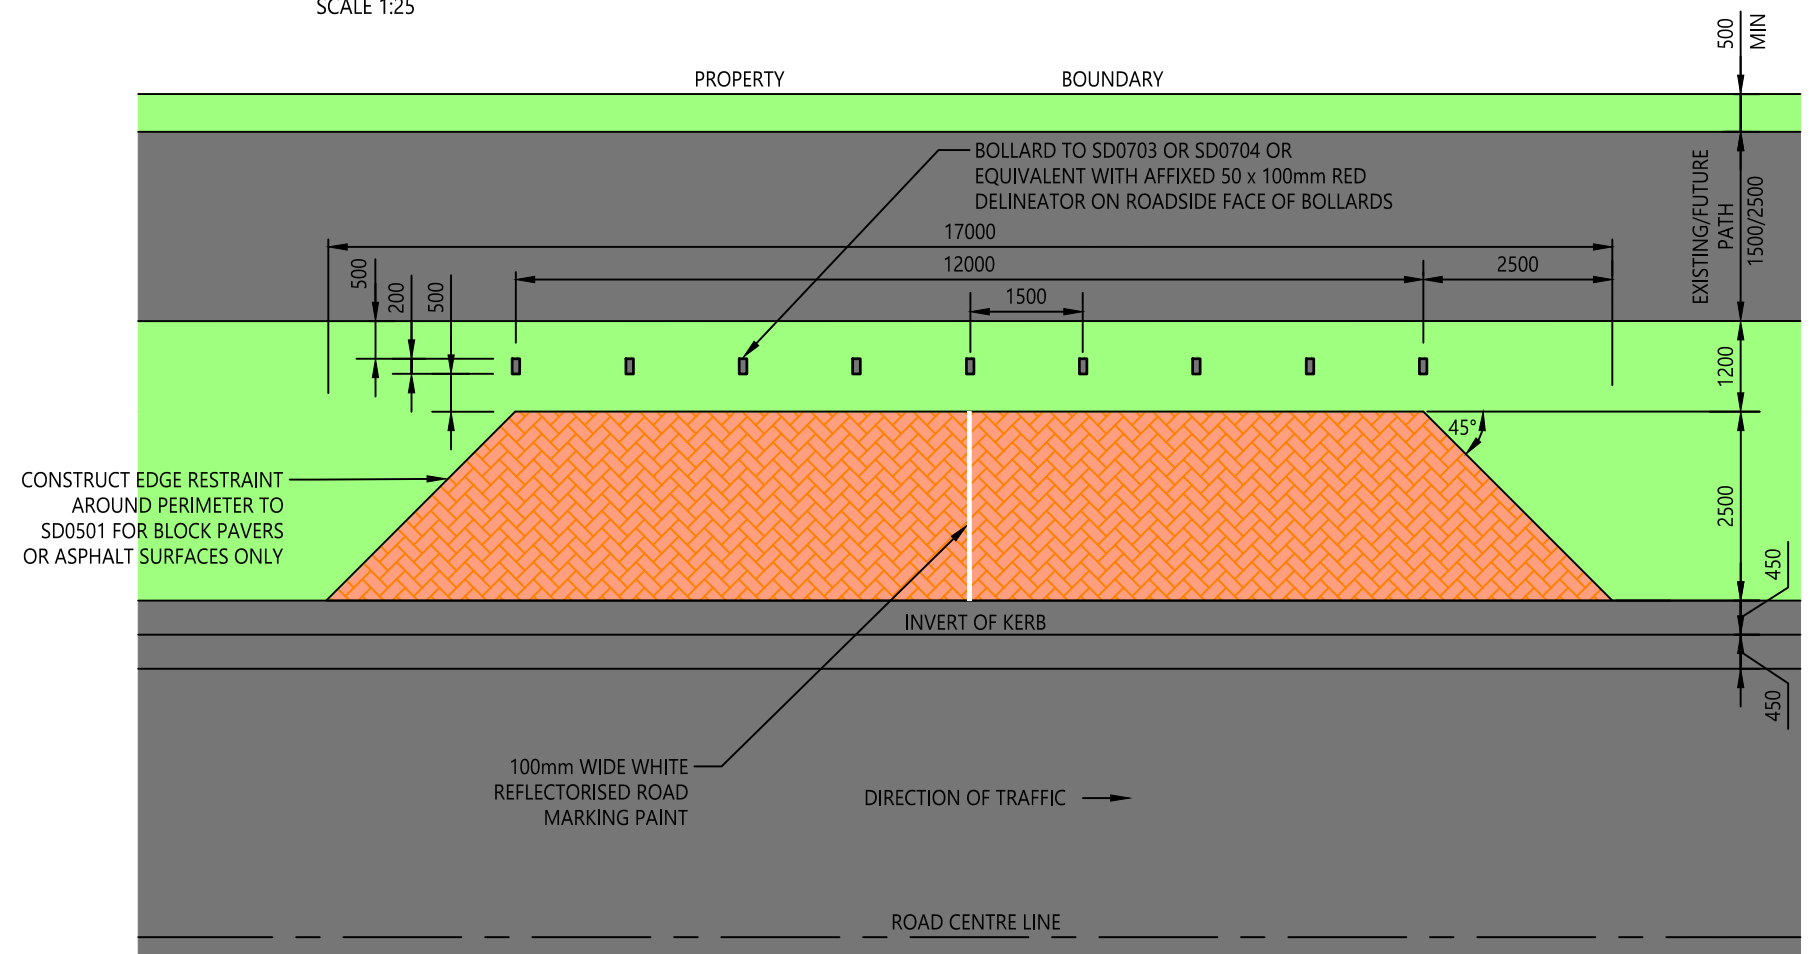 SCALE 1:25
500
MIN
PROPERTY BOUNDARY
BOLLARD TO SD0703 OR SD0704 OR
EQUIVALENT WITH AFFIXED 50 x 100mm RED
DELINEATOR ON ROADSIDE FACE OF BOLLARDS
EXISTING/FUTURE
PATH
1500/2500
17000
12000
2500
1500
500
200
500
1200
45°
2500
CONSTRUCT EDGE RESTRAINT
AROUND PERIMETER TO
SD0501 FOR BLOCK PAVERS
OR ASPHALT SURFACES ONLY
450
INVERT OF KERB
450
100mm WIDE WHITE
REFLECTORISED ROAD
MARKING PAINT
DIRECTION OF TRAFFIC
ROAD CENTRE LINE